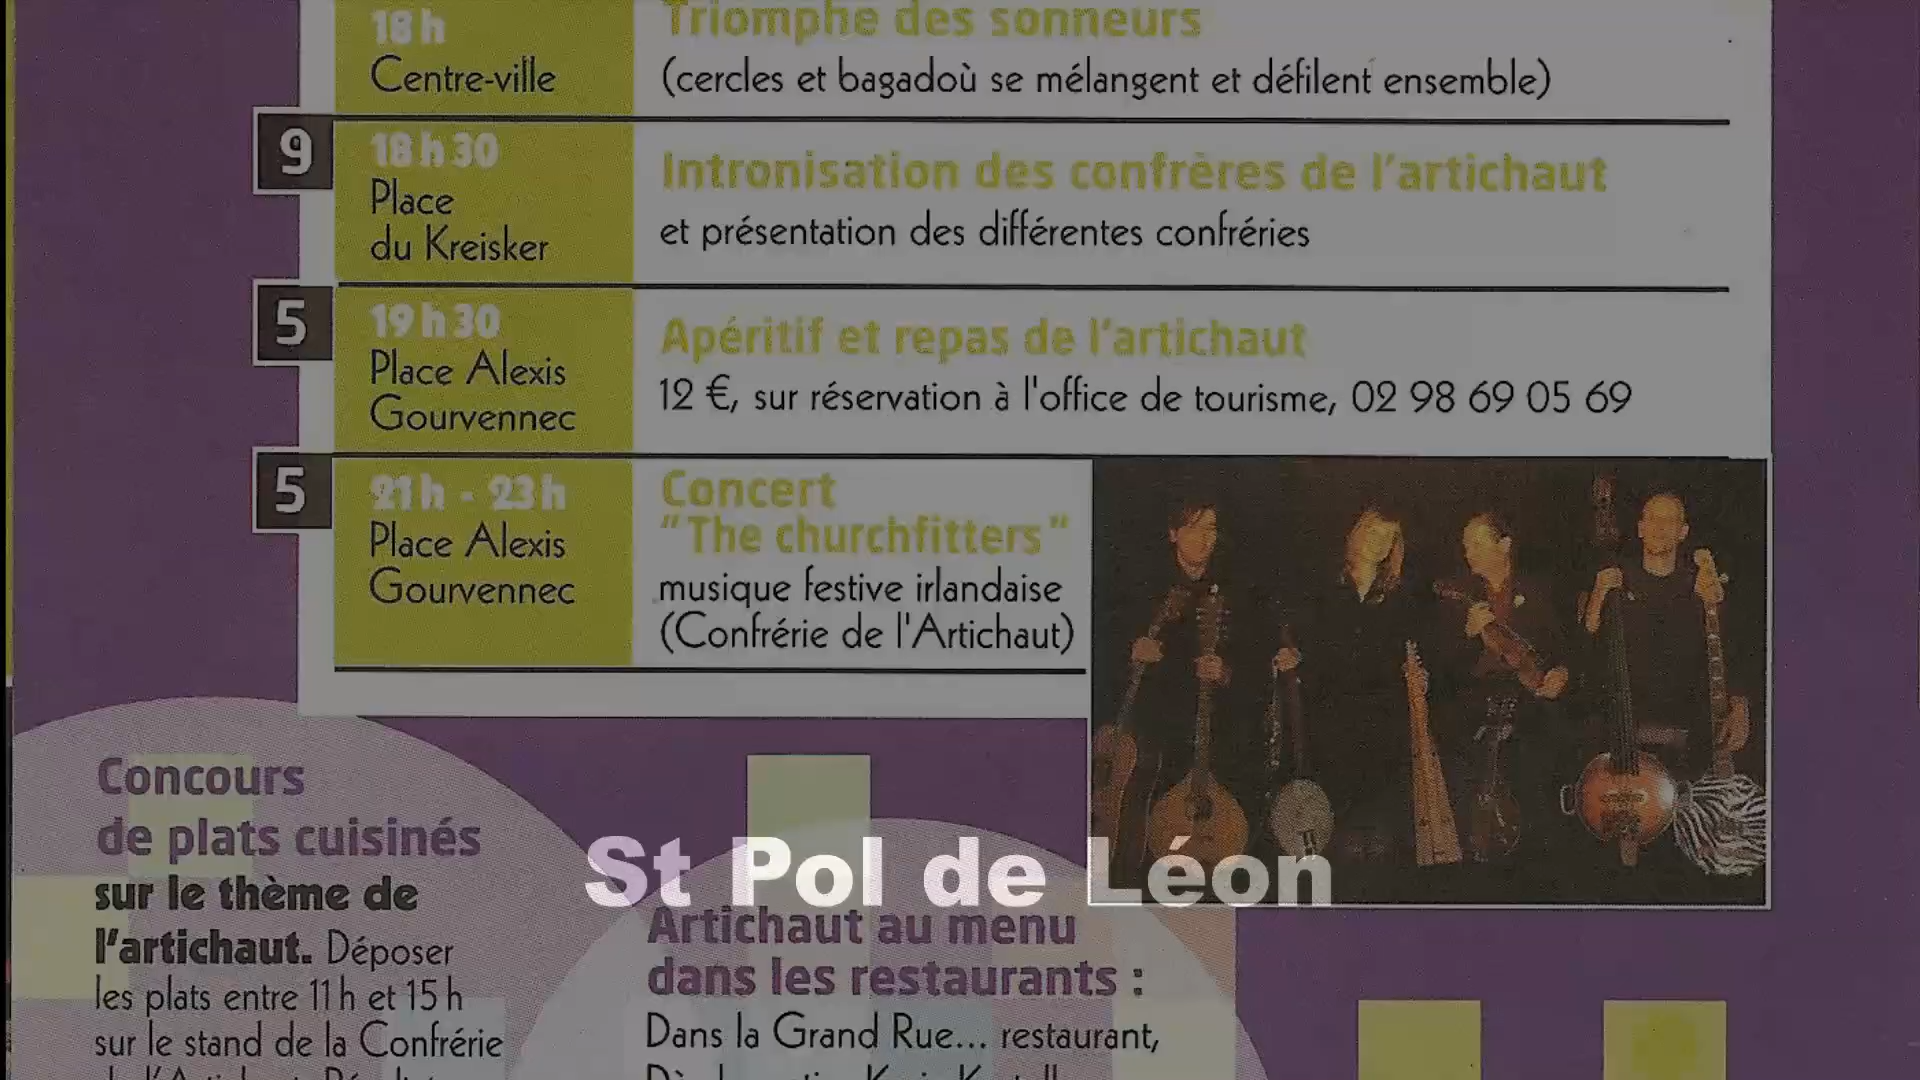 18 h
Centre-ville
Triomphe des sonneurs
(cercles et bagadoù se mélangent et défilent ensemble)
9
18 h 30
Place
du Kreisker
Intronisation des confrères de l'artichaut
et présentation des différentes confréries
5
19 h 30
Place Alexis
Gourvennec
Apéritif et repas de l'artichaut
12 €, sur réservation à l'office de tourisme, 02 98 69 05 69
5
21 h - 23 h
Place Alexis
Gourvennec
Concert
"The churchfitters"
musique festive irlandaise
(Confrérie de l'Artichaut)
Concours
de plats cuisinés
sur le thème de
l'artichaut. Déposer
les plats entre 11 h et 15 h
sur le stand de la Confrérie
St Pol de Léon
Artichaut au menu
dans les restaurants :
Dans la Grand Rue... restaurant,